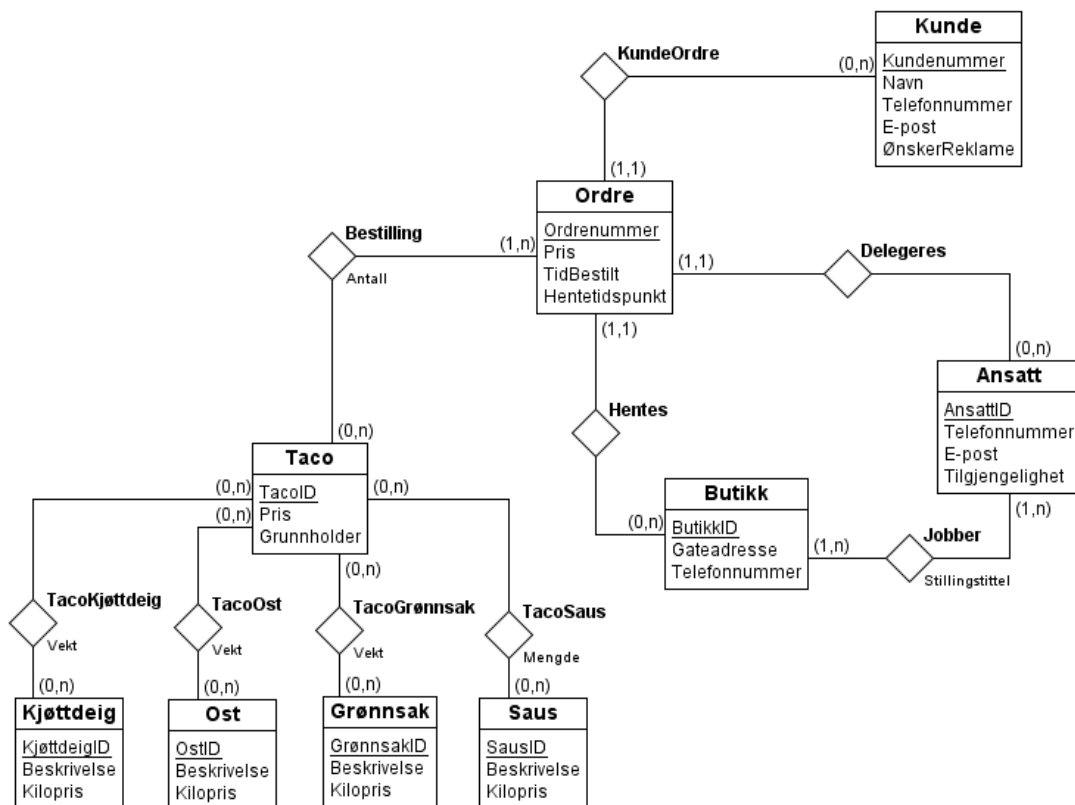 Kunde
Kundenummer
Navn
Telefonnummer
E-post
ØnskerReklame
KundeOrdre
(0,n)
(1,1)
Ordre
Ordrenummer
Pris
TidBestilt
Hentetidspunkt
Bestilling
Antall
(1,n)
(1,1)
Delegeres
(1,1)
(0,n)
Ansatt
AnsattID
Telefonnummer
E-post
Tilgjengelighet
Hentes
(0,n)
(0,n)
Butikk
ButikkID
Gateadresse
Telefonnummer
(1,n)
(1,n)
Jobber
Stillingstittel
Taco
TacoID
Pris
Grunnholder
(0,n)
(0,n)
(0,n)
(0,n)
TacoKjøttdeig
Vekt
TacoOst
Vekt
TacoGrønnsak
Vekt
TacoSaus
Mengde
(0,n)
(0,n)
(0,n)
(0,n)
Kjøttdeig
KjøttdeigID
Beskrivelse
Kilopris
Ost
OstID
Beskrivelse
Kilopris
Grønnsak
GrønnsakID
Beskrivelse
Kilopris
Saus
SausID
Beskrivelse
Kilopris